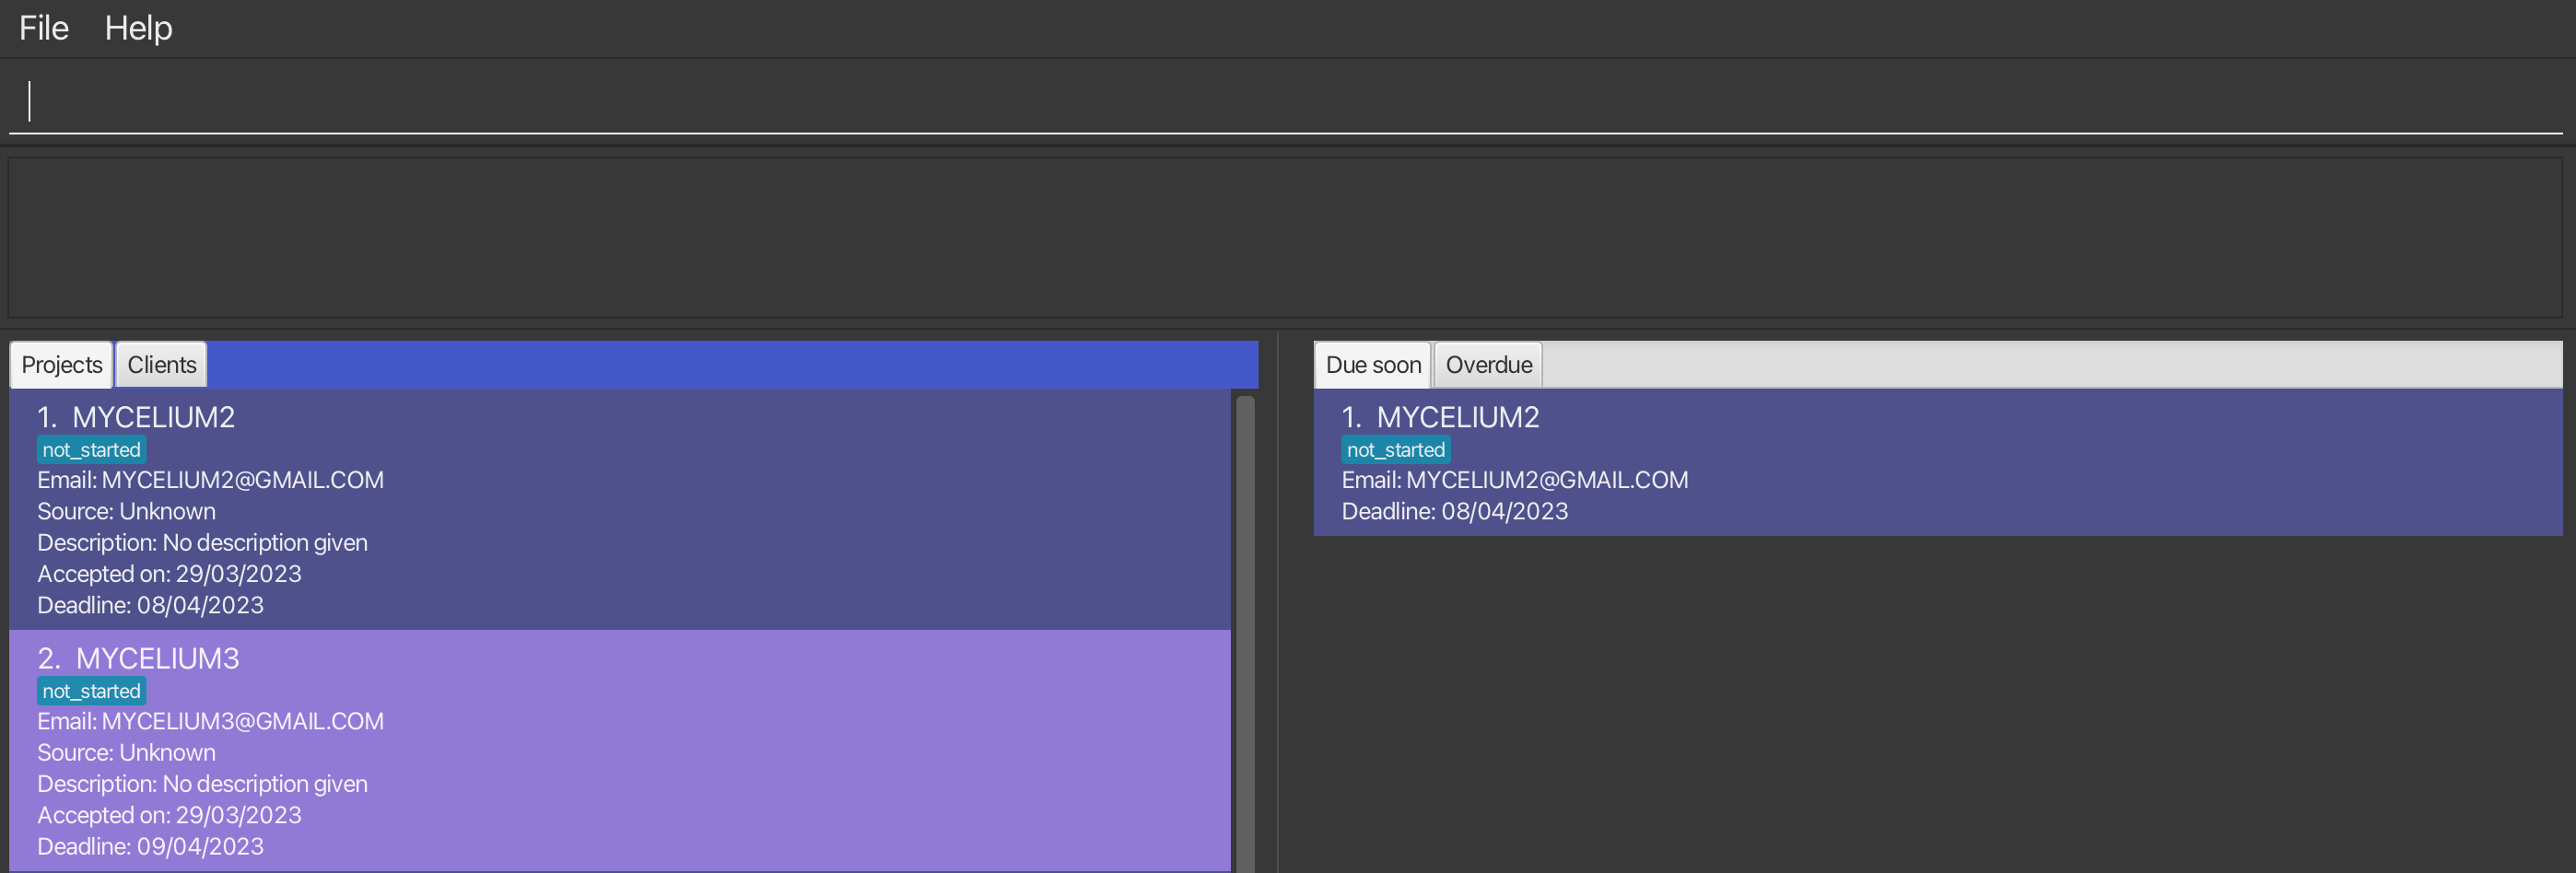 File Help
Projects Clients
1. MYCELIUM2
not_started
Email: MYCELIUM2@GMAIL.COM
Source: Unknown
Description: No description given
Accepted on: 29/03/2023
Deadline: 08/04/2023
2. MYCELIUM3
not_started
Email: MYCELIUM3@GMAIL.COM
Source: Unknown
Description: No description given
Accepted on: 29/03/2023
Deadline: 09/04/2023
Due soon Overdue
1. MYCELIUM2
not_started
Email: MYCELIUM2@GMAIL.COM
Deadline: 08/04/2023